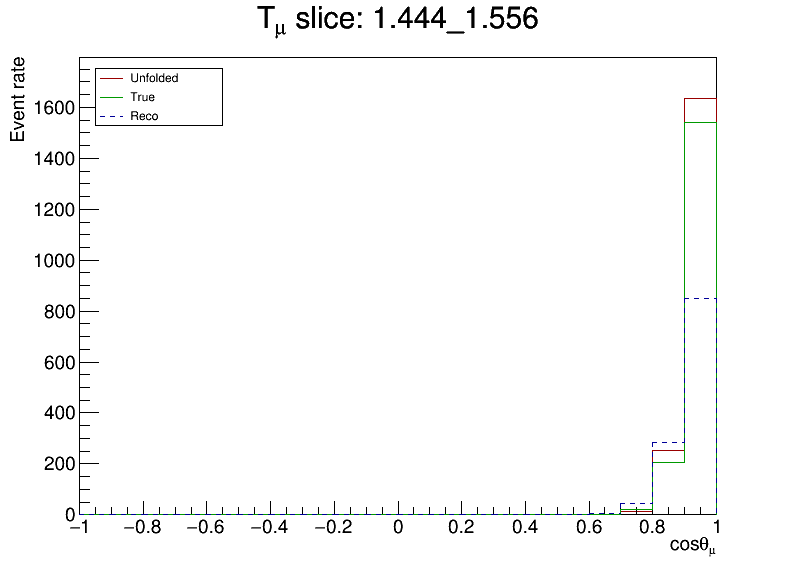 Tμ slice: 1.444_1.556
Event rate
Unfolded
True
Reco
1600
1400
1200
1000
800
600
400
200
0
−1 −0.8 −0.6 −0.4 −0.2 0 0.2 0.4 0.6 0.8 1
cosθμ